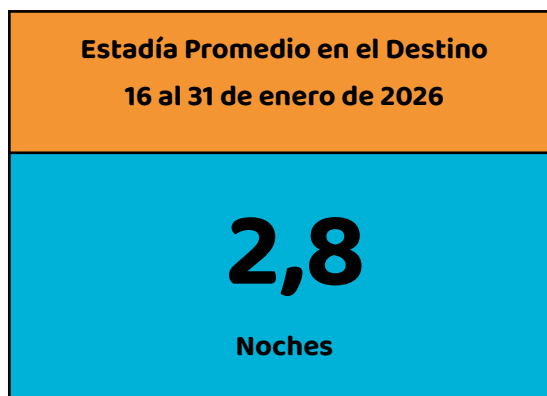 Estadía Promedio en el Destino
16 al 31 de enero de 2026
2,8
Noches